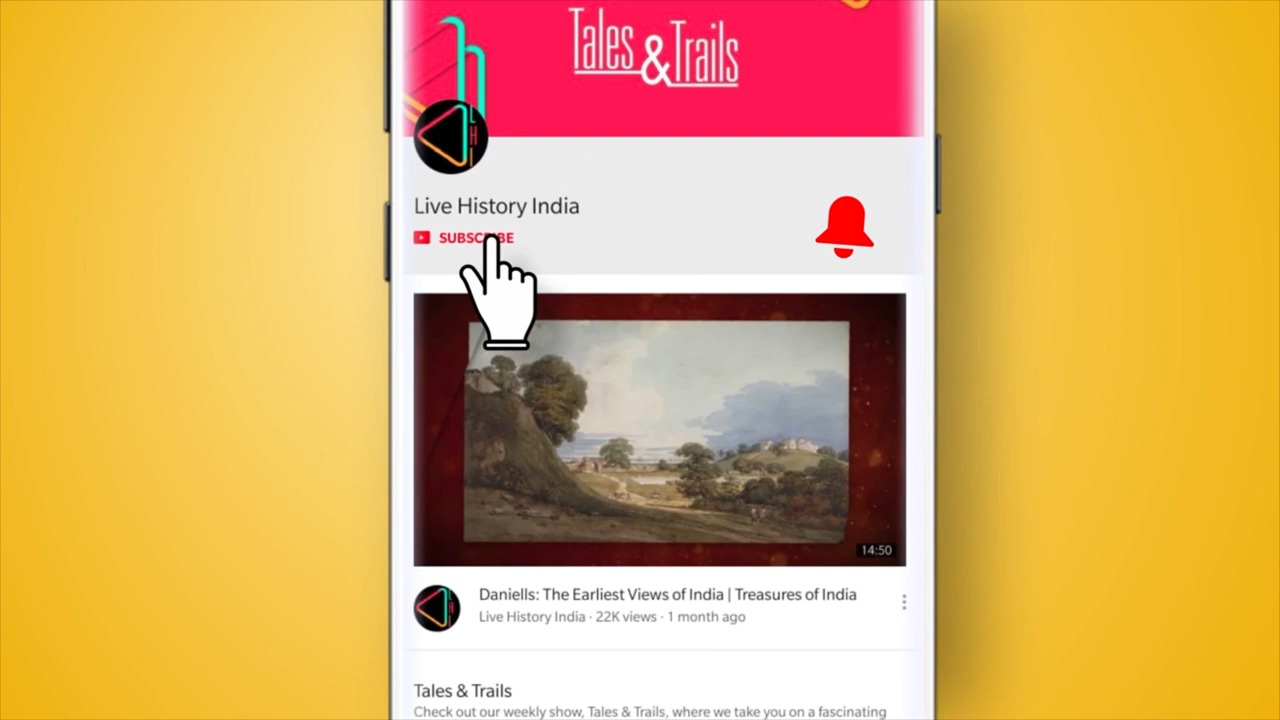 Tales & Trails
Live History India
SUBSCRIBE
14:50
Daniells: The Earliest Views of India | Treasures of India
Live History India · 22K views · 1 month ago
Tales & Trails
Check out our weekly show, Tales & Trails, where we take you on a fascinating